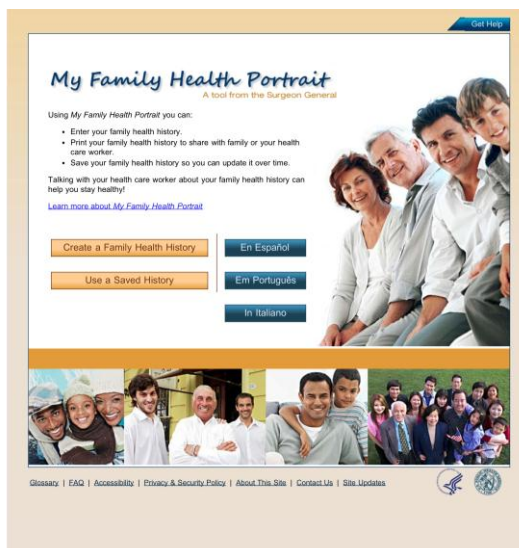 Get Help
My Family Health Portrait
A tool from the Surgeon General
Using My Family Health Portrait you can:
• Enter your family health history.
• Print your family health history to share with family or your health
care worker.
• Save your family health history so you can update it over time.
Talking with your health care worker about your family health history can
help you stay healthy!
Learn more about My Family Health Portrait
Create a Family Health History
En Español
Use a Saved History
Em Português
In Italiano
Glossary | FAQ | Accessibility | Privacy & Security Policy | About This Site | Contact Us | Site Updates